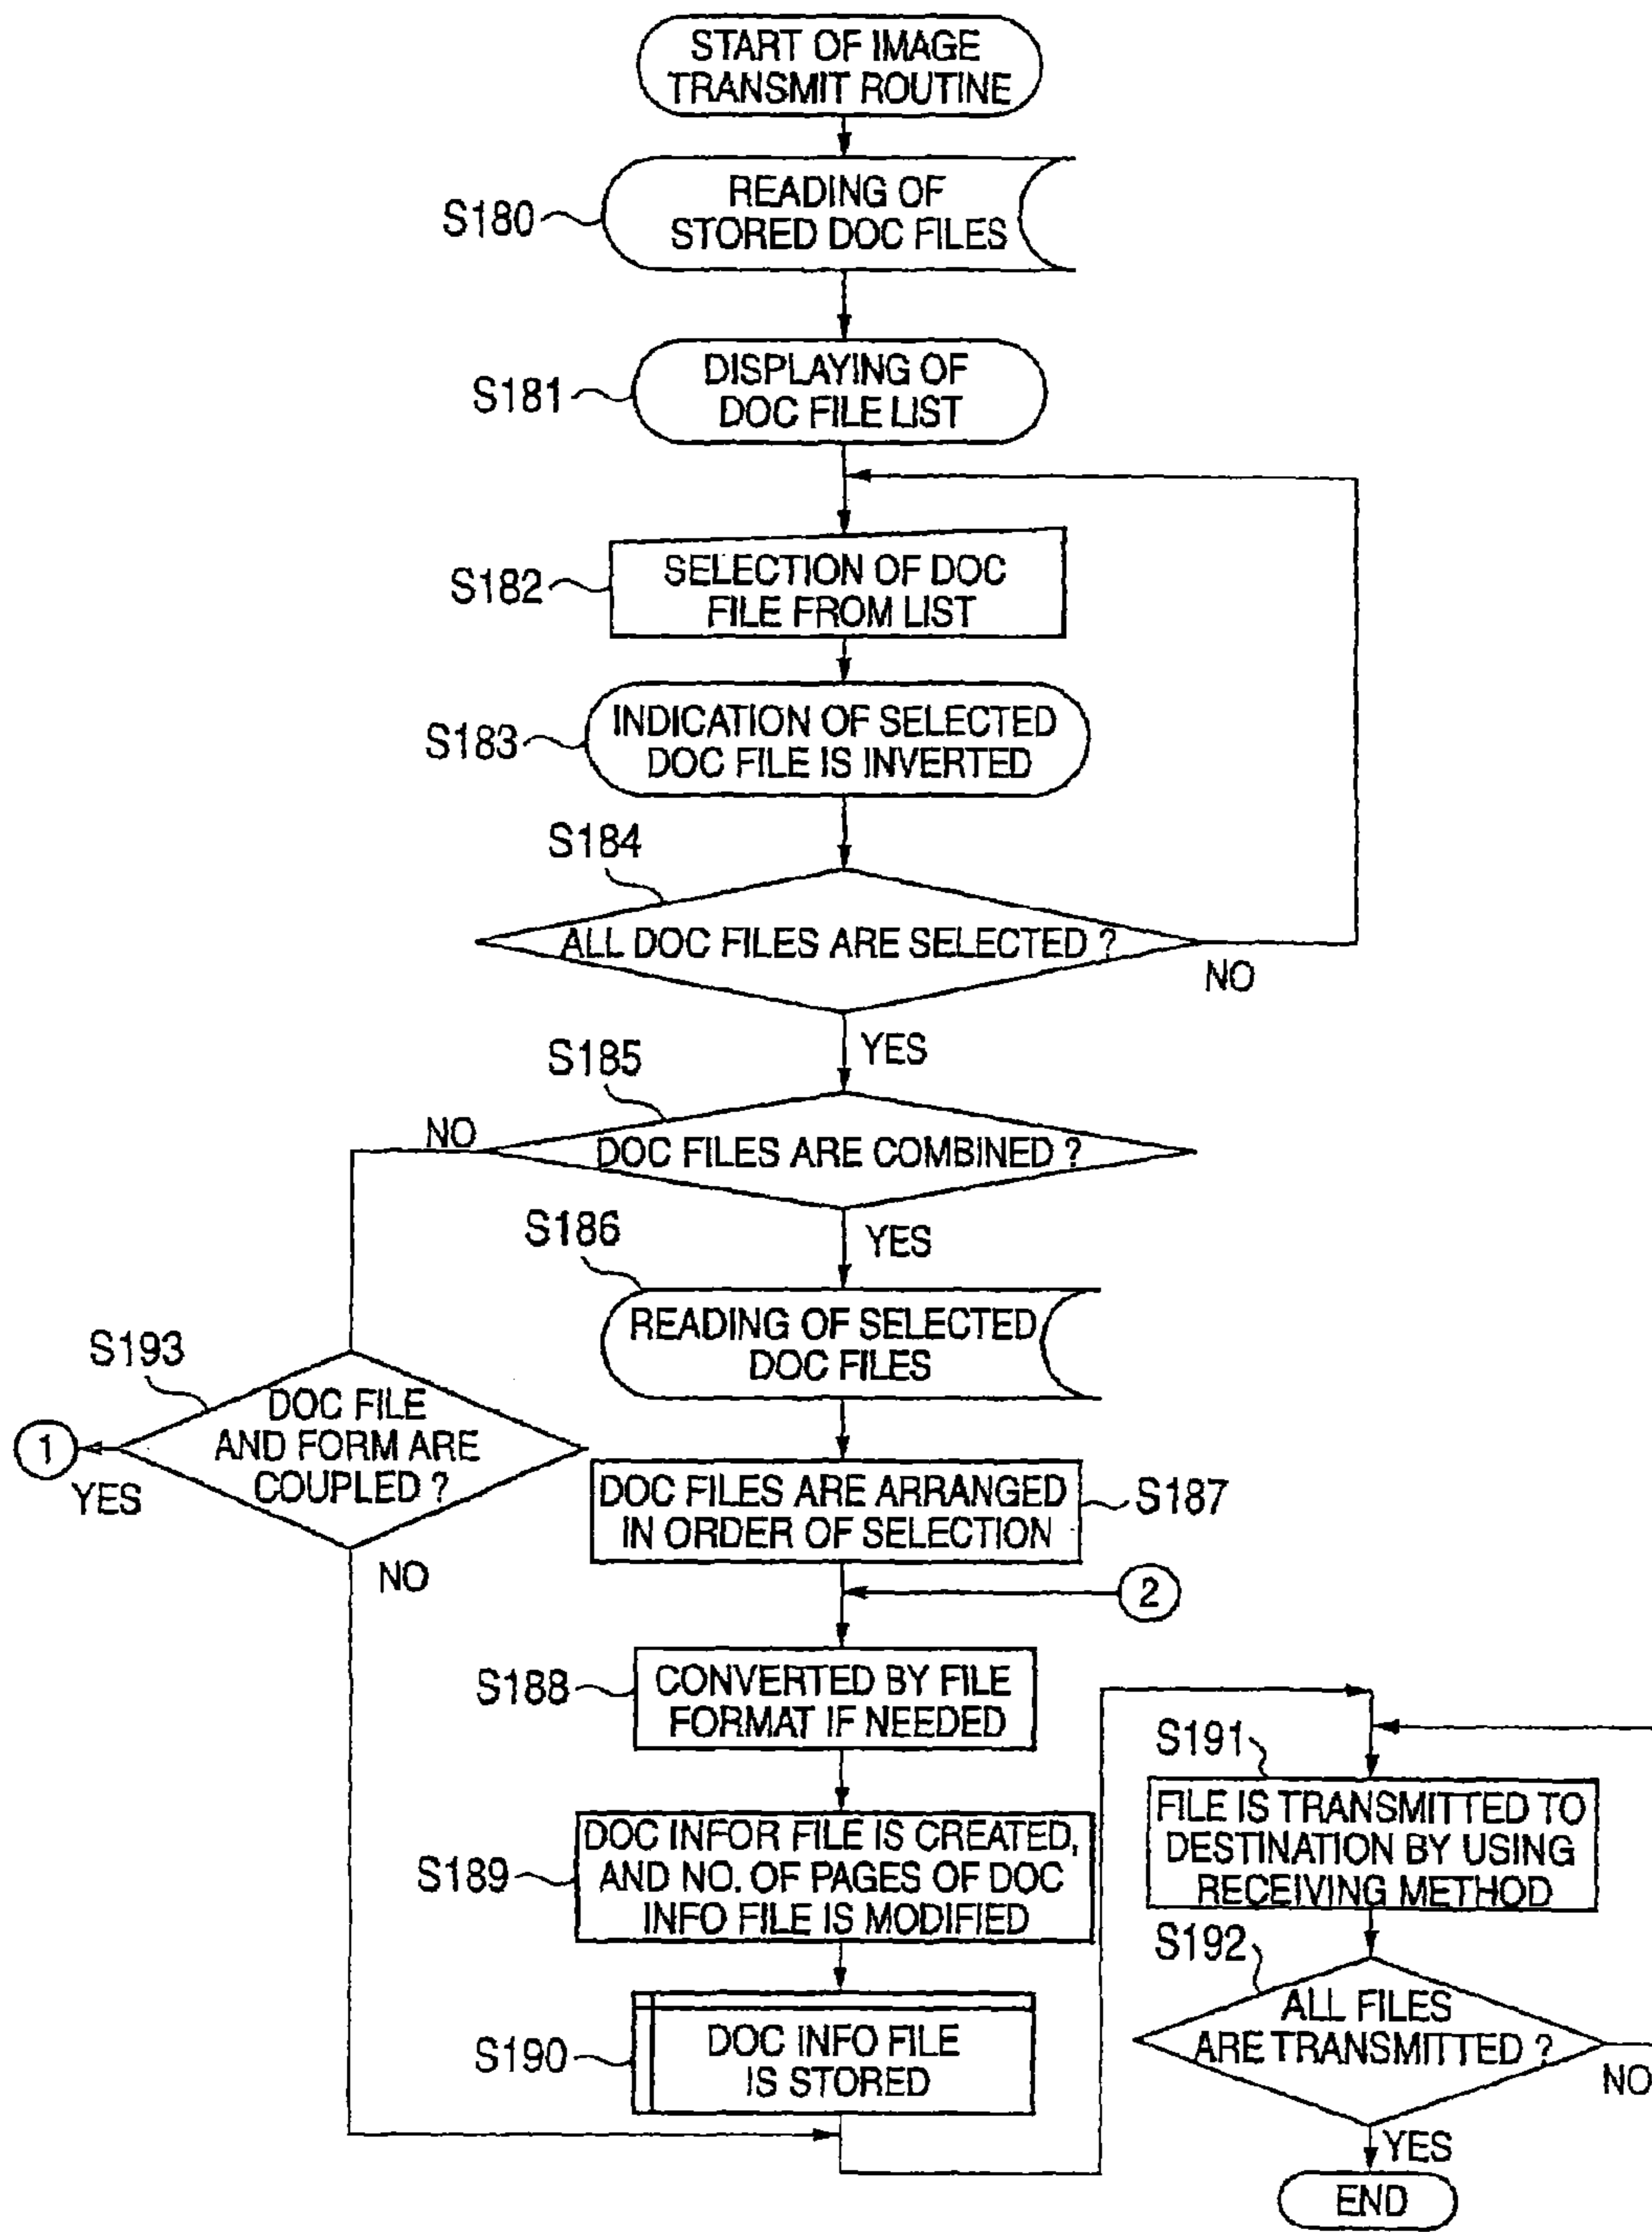 START OF IMAGE
TRANSMIT ROUTINE
S180
READING OF
STORED DOC FILES
S181
DISPLAYING OF
DOC FILE LIST
S182
SELECTION OF DOC
FILE FROM LIST
S183
INDICATION OF SELECTED
DOC FILE IS INVERTED
S184
ALL DOC FILES ARE SELECTED ?
NO
YES
S185
NO
DOC FILES ARE COMBINED ?
YES
S186
READING OF SELECTED
DOC FILES
S193
DOC FILE
AND FORM ARE
COUPLED ?
1
YES
NO
DOC FILES ARE ARRANGED
IN ORDER OF SELECTION
S187
2
S188
CONVERTED BY FILE
FORMAT IF NEEDED
S189
DOC INFOR FILE IS CREATED,
AND NO. OF PAGES OF DOC
INFO FILE IS MODIFIED
S190
DOC INFO FILE
IS STORED
S191
FILE IS TRANSMITTED TO
DESTINATION BY USING
RECEIVING METHOD
S192
ALL FILES
ARE TRANSMITTED ?
NO
YES
END